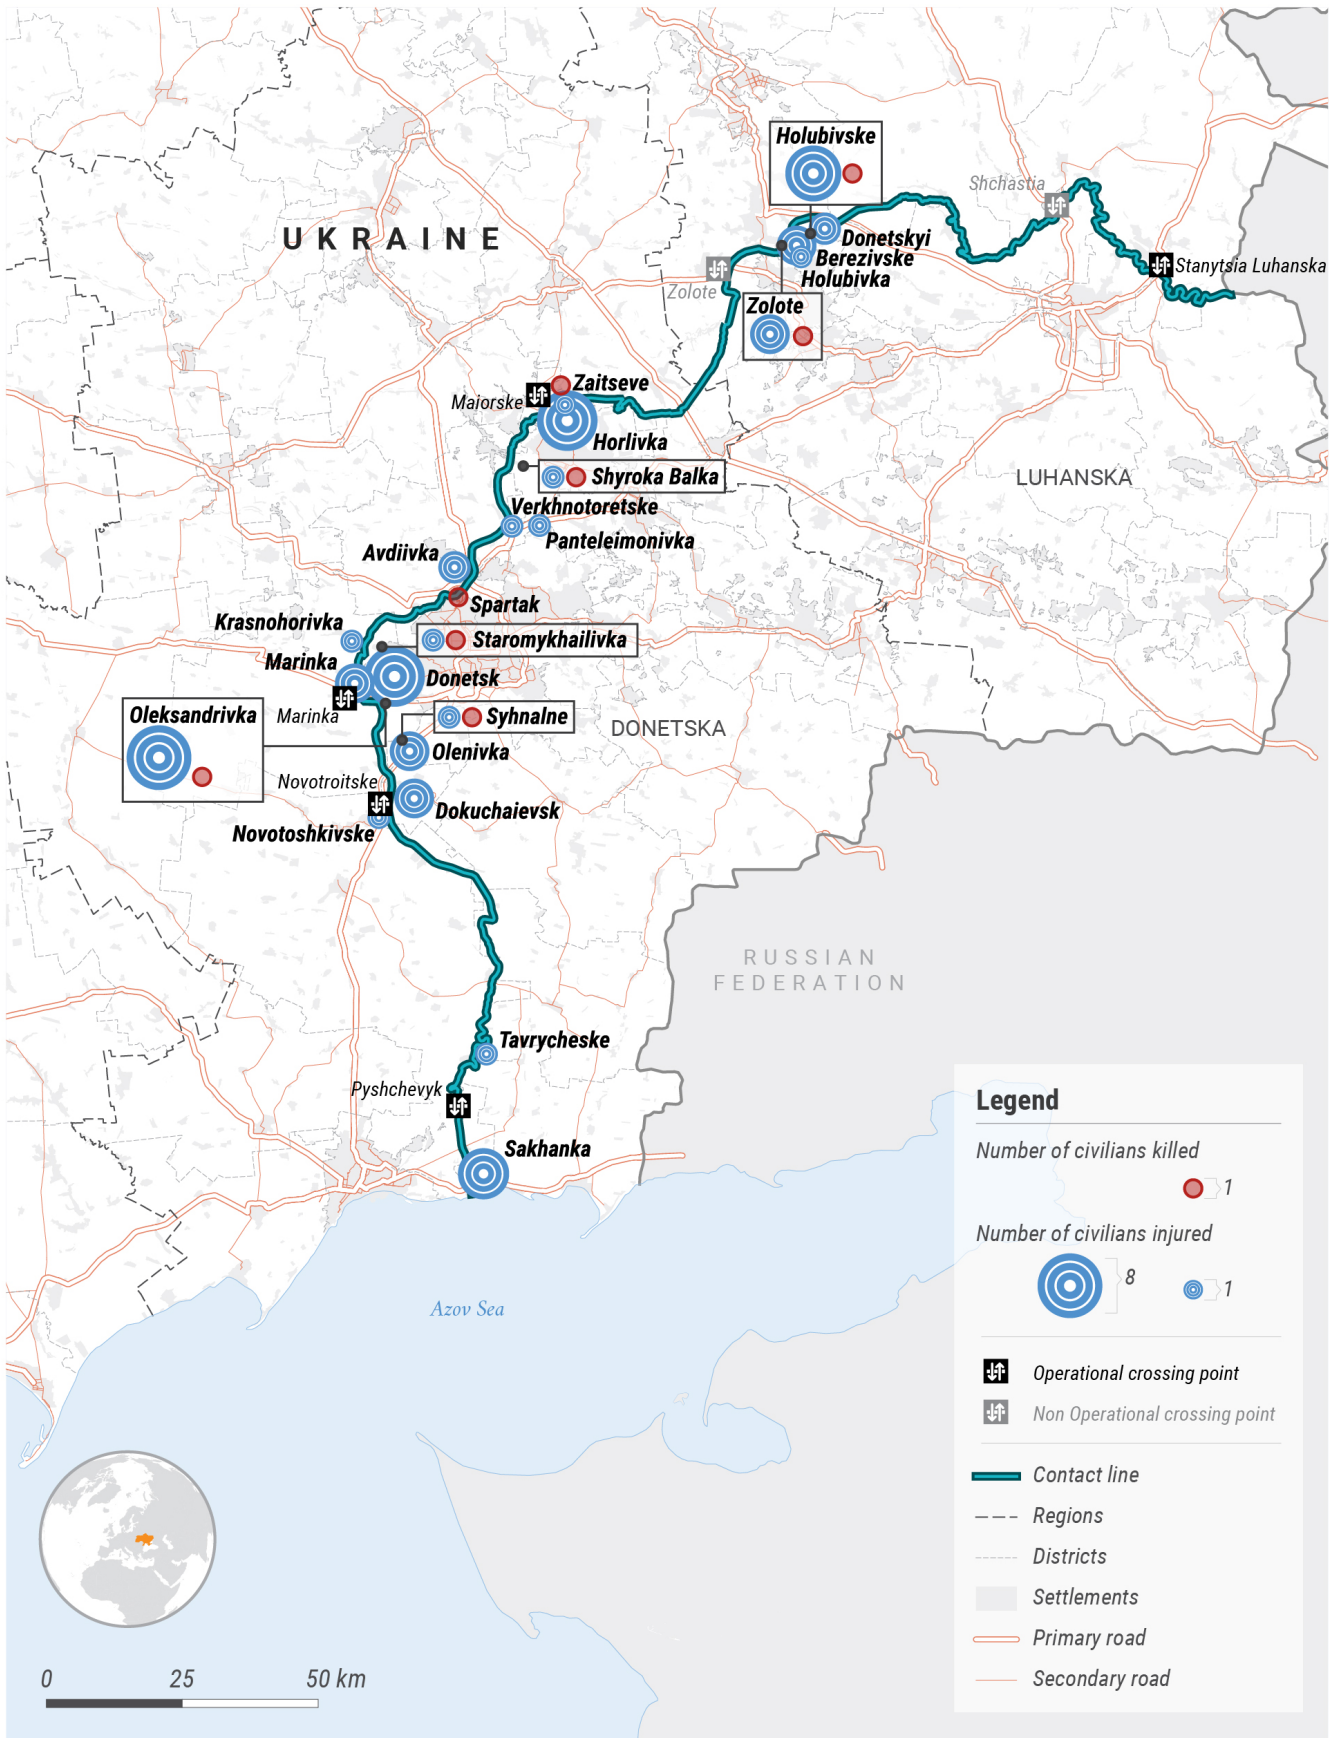 Holubivske
Shchastia
UKRAINE
Donetskyi
Berezivske
Holubivka
Stanytsia Luhanska
Zolote
Zolote
Zaitseve
Maiorske
Horlivka
Shyroka Balka
LUHANSKA
Verkhnotoretske
Panteleimonivka
Avdiivka
Spartak
Krasnohorivka
Staromykhailivka
Marinka
Donetsk
Oleksandrivka
Marinka
Syhnalne
DONETSKA
Olenivka
Novotroitske
Dokuchaievsk
Novotoshkivske
RUSSIAN
FEDERATION
Tavrycheske
Pyshchevyk
Sakhanka
Azov Sea
Legend
Number of civilians killed
1
Number of civilians injured
8 1
Operational crossing point
Non Operational crossing point
Contact line
Regions
Districts
Settlements
Primary road
Secondary road
0 25 50 km